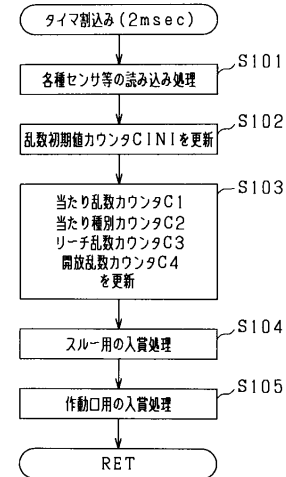 タイマ割込み(2msec)
S101
各種センサ等の読み込み処理
S102
乱数初期値カウンタCINIを更新
S103
当たり乱数カウンタC1
当たり種別カウンタC2
リーチ乱数カウンタC3
開放乱数カウンタC4
を更新
S104
スルー用の入賞処理
S105
作動口用の入賞処理
RET